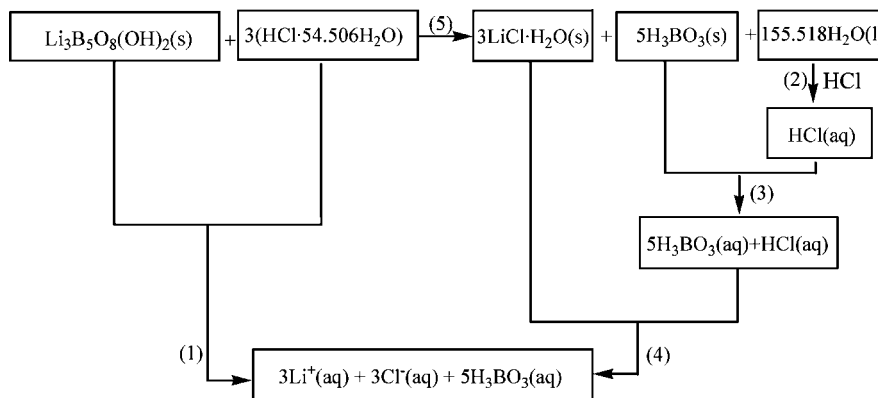 Li₃B₅O₈(OH)₂(s) + 3(HCl·54.506H₂O) (5) 3LiCl·H₂O(s) + 5H₃BO₃(s) + 155.518H₂O(l
(2) HCl
HCl(aq)
(3)
5H₃BO₃(aq)+HCl(aq)
(1) (4)
3Li⁺(aq) + 3Cl⁻(aq) + 5H₃BO₃(aq)